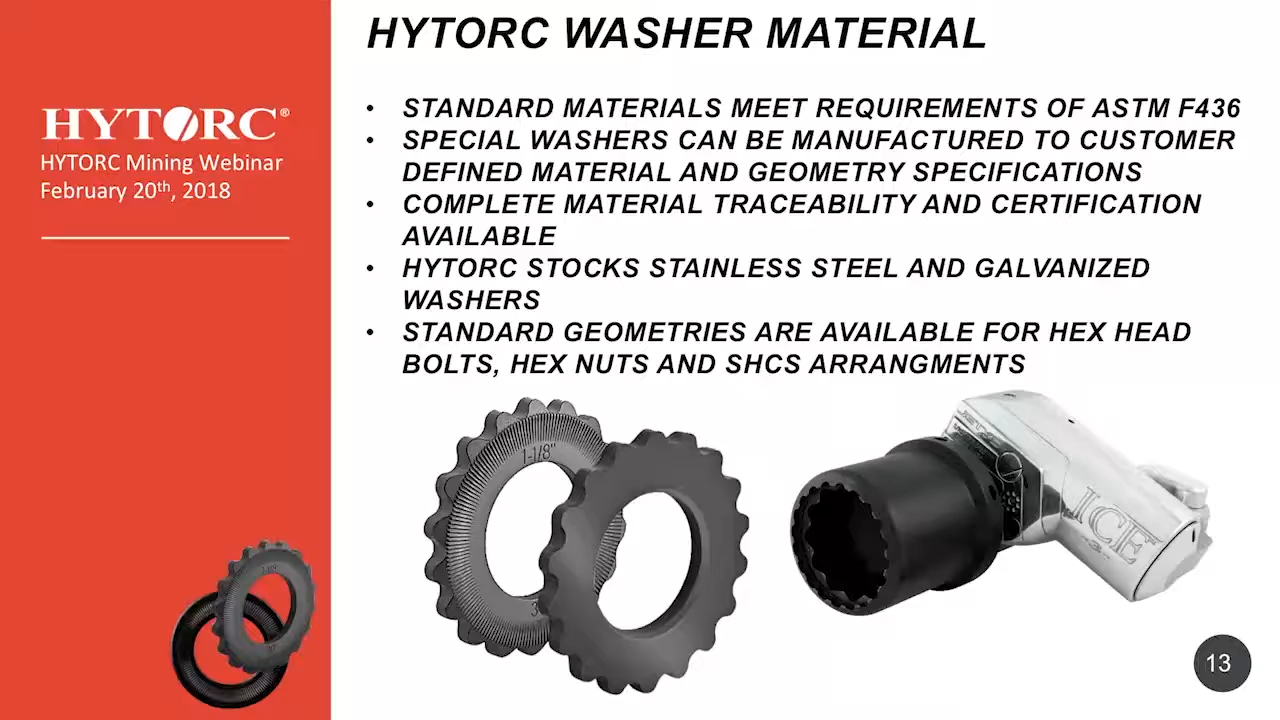 HYTORC WASHER MATERIAL
HYTORC®
HYTORC Mining Webinar
February 20th, 2018
• STANDARD MATERIALS MEET REQUIREMENTS OF ASTM F436
• SPECIAL WASHERS CAN BE MANUFACTURED TO CUSTOMER
DEFINED MATERIAL AND GEOMETRY SPECIFICATIONS
• COMPLETE MATERIAL TRACEABILITY AND CERTIFICATION
AVAILABLE
• HYTORC STOCKS STAINLESS STEEL AND GALVANIZED
WASHERS
• STANDARD GEOMETRIES ARE AVAILABLE FOR HEX HEAD
BOLTS, HEX NUTS AND SHCS ARRANGMENTS
1-1/8"
ICE
13